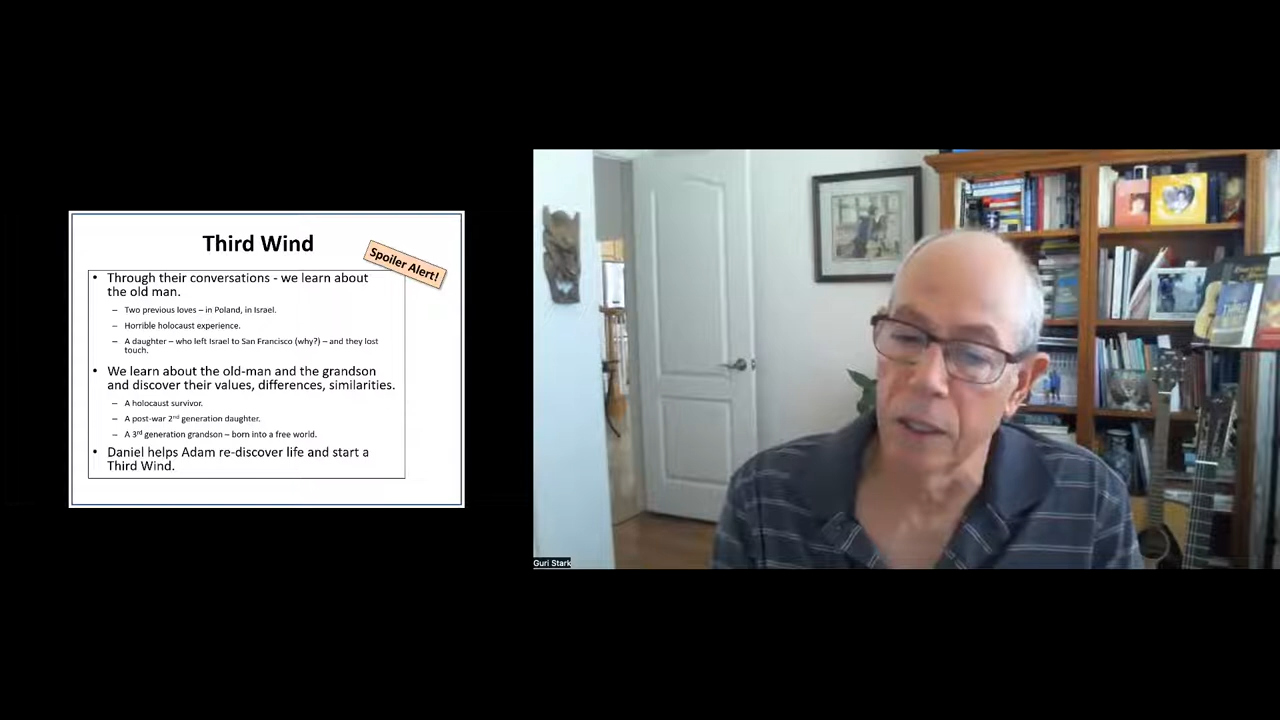 Third Wind
Spoiler Alert!
• Through their conversations - we learn about
the old man.
– Two previous loves – in Poland, in Israel.
– Horrible holocaust experience.
– A daughter – who left Israel to San Francisco (why?) – and they lost
touch.
• We learn about the old-man and the grandson
and discover their values, differences, similarities.
– A holocaust survivor.
– A post-war 2nd generation daughter.
– A 3rd generation grandson – born into a free world.
• Daniel helps Adam re-discover life and start a
Third Wind.
Guri Stark